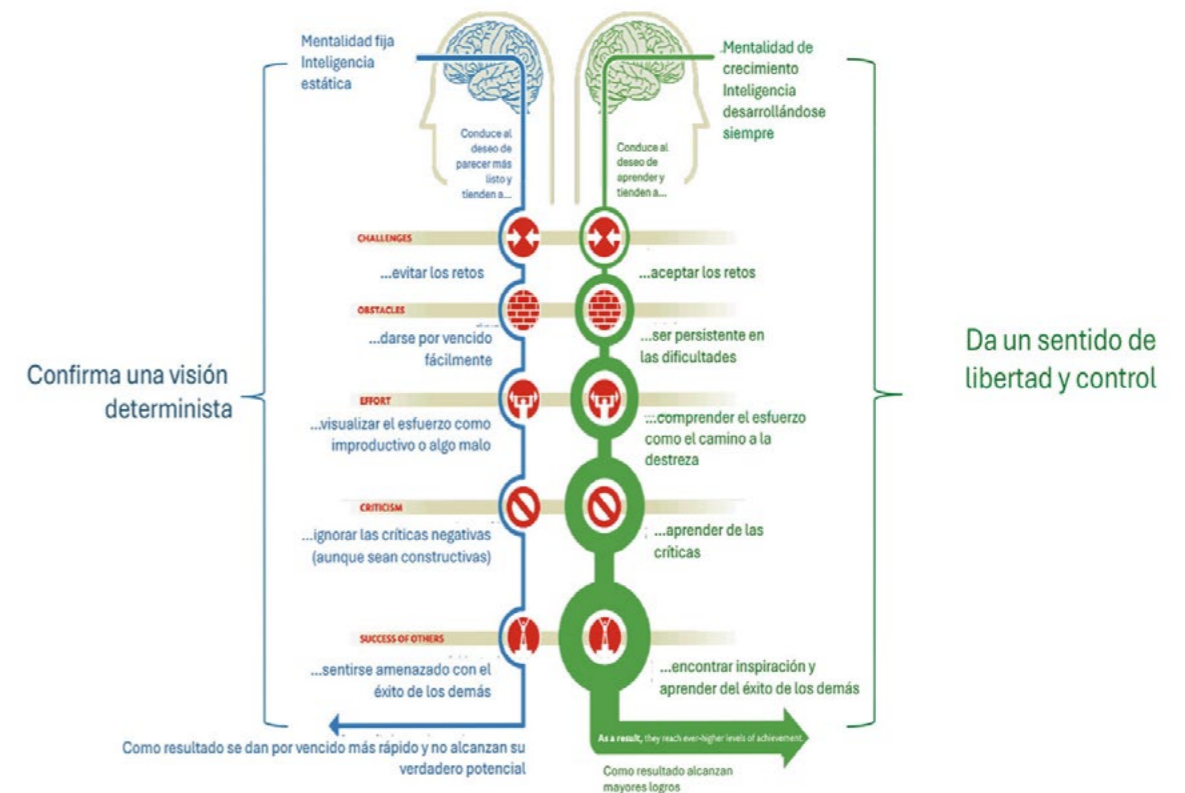 Mentalidad fija
Inteligencia
estática
Mentalidad de
crecimiento
Inteligencia
desarrollándose
siempre
Conduce al
deseo de
parecer más
listo y
tienden a...
Conduce al
deseo de
aprender y
tienden a...
CHALLENGES
...evitar los retos
...aceptar los retos
OBSTACLES
...darse por vencido
fácilmente
...ser persistente en
las dificultades
EFFORT
...visualizar el esfuerzo como
improductivo o algo malo
...comprender el esfuerzo
como el camino a la
destreza
CRITICISM
...ignorar las críticas negativas
(aunque sean constructivas)
...aprender de las
críticas
SUCCESS OF OTHERS
...sentirse amenazado con el
éxito de los demás
...encontrar inspiración y
aprender del éxito de los demás
Confirma una visión
determinista
Da un sentido de
libertad y control
Como resultado se dan por vencido más rápido y no alcanzan su
verdadero potencial
As a result, they reach ever-higher levels of achievement.
Como resultado alcanzan
mayores logros